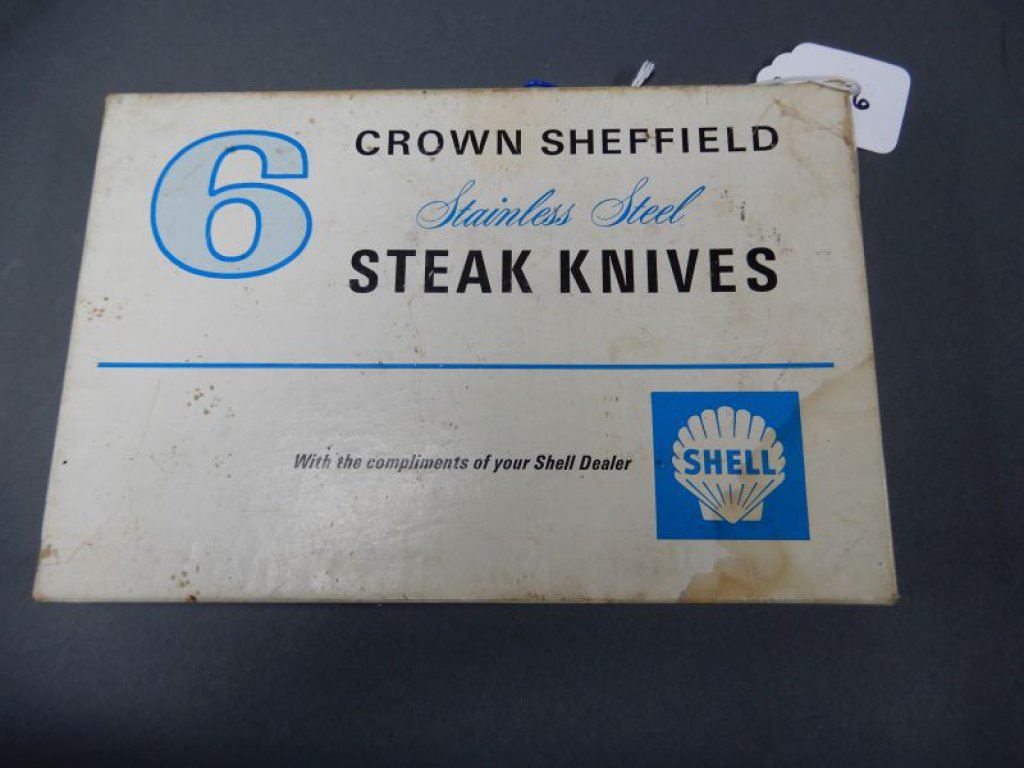 6
CROWN SHEFFIELD
Stainless Steel
STEAK KNIVES
With the compliments of your Shell Dealer
SHELL